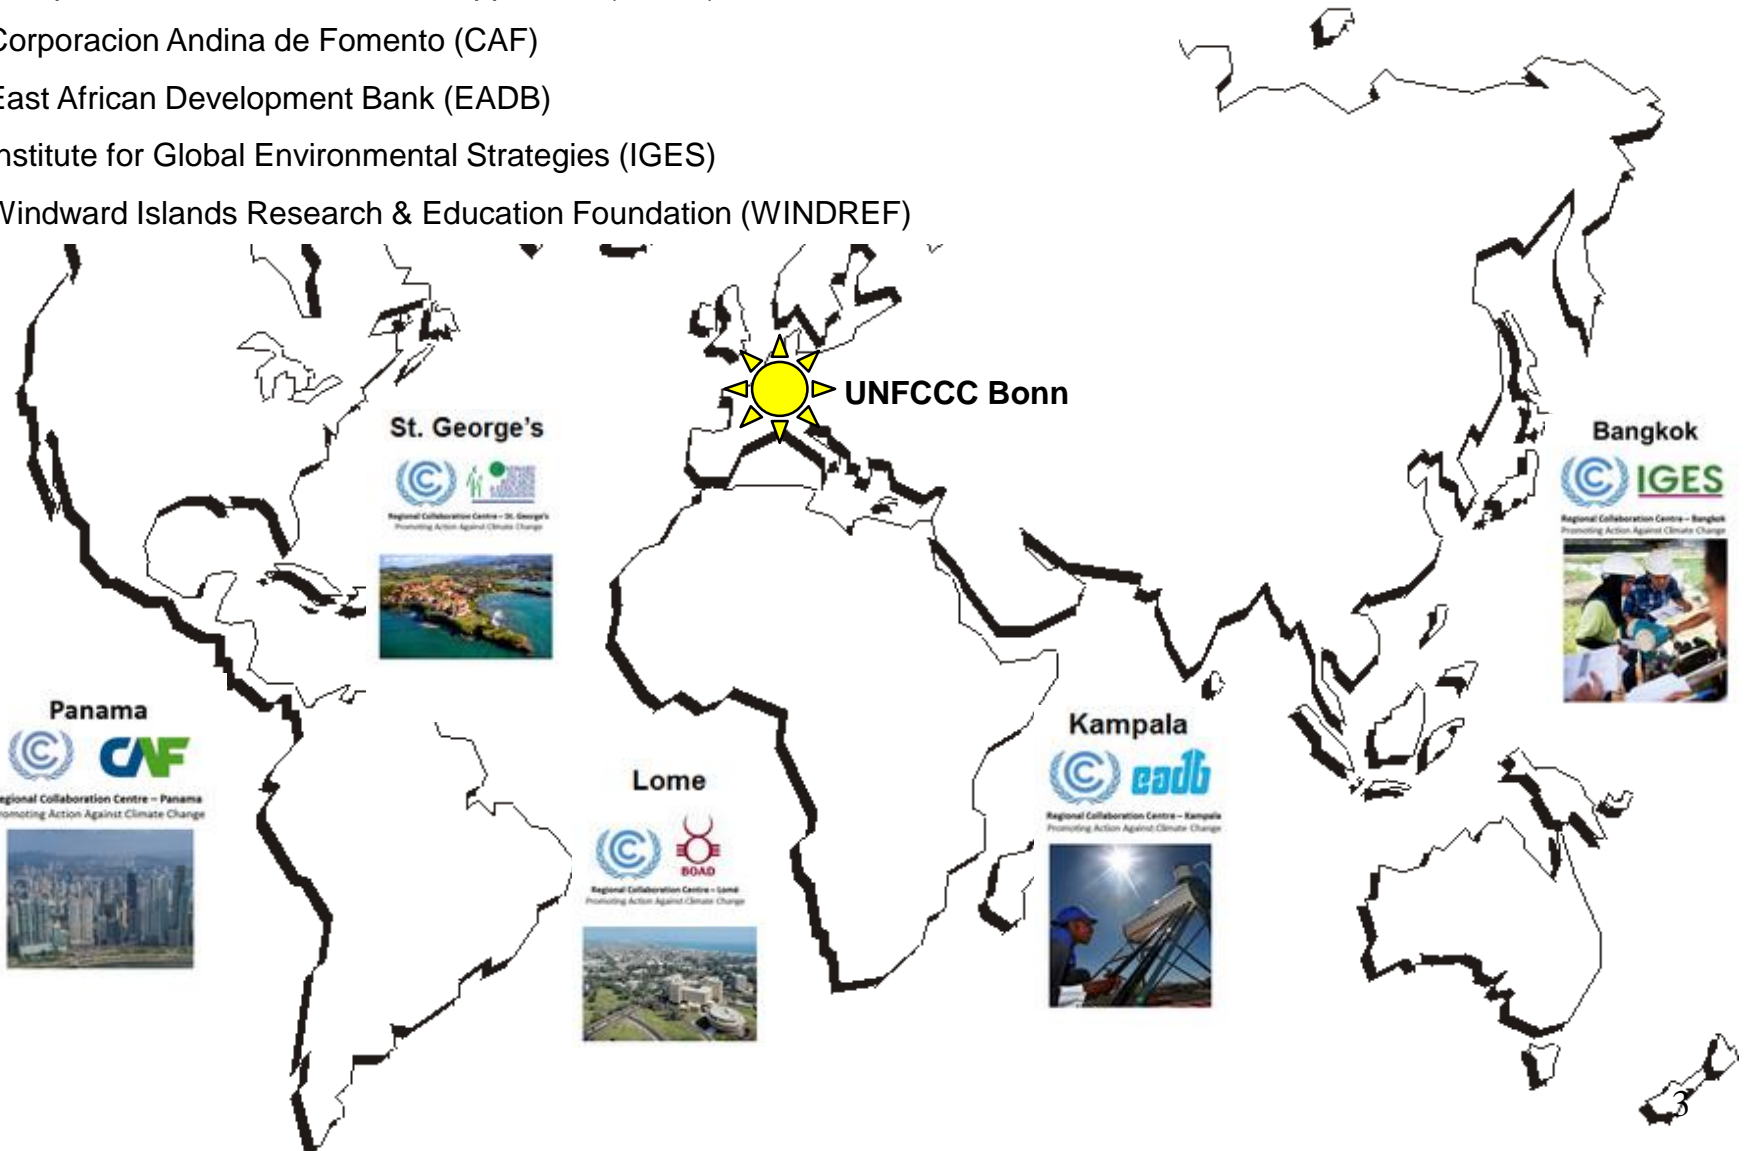 Corporacion Andina de Fomento (CAF)
East African Development Bank (EADB)
nstitute for Global Environmental Strategies (IGES)
Windward Islands Research & Education Foundation (WINDREF)
UNFCCC Bonn
St. George's
Regional Collaboration Centre – St. George's
Promoting Action Against Climate Change
Bangkok
IGES
Regional Collaboration Centre – Bangkok
Promoting Action Against Climate Change
Panama
CAF
egional Collaboration Centre – Panama
romoting Action Against Climate Change
Kampala
eadb
Regional Collaboration Centre – Kampala
Promoting Action Against Climate Change
Lome
BOAD
Regional Collaboration Centre – Lomé
Promoting Action Against Climate Change
3